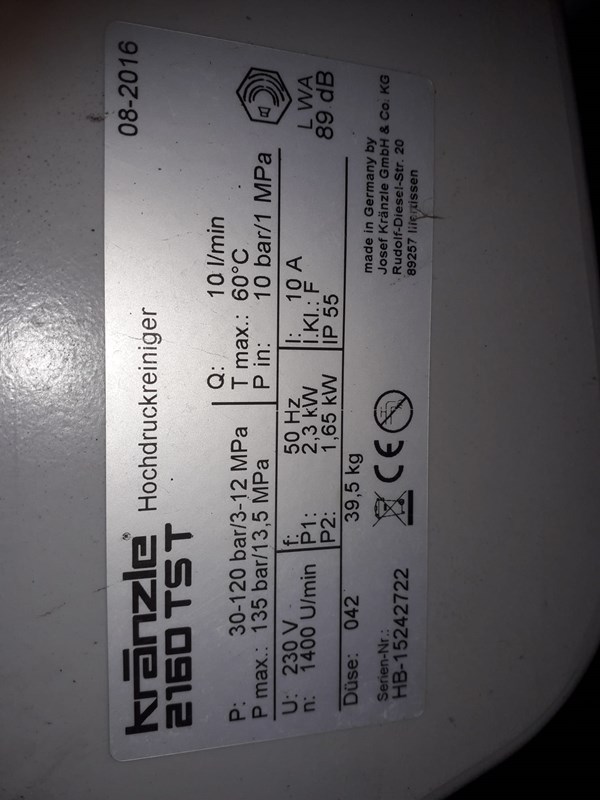 kränzle®
2160 TST
Hochdruckreiniger
08-2016
P: 30-120 bar/3-12 MPa
P max.: 135 bar/13,5 MPa
Q: 10 l/min
T max.: 60°C
P in: 10 bar/1 MPa
U: 230 V
n: 1400 U/min
f: 50 Hz
P1: 2,3 kW
P2: 1,65 kW
I: 10 A
I.Kl.: F
IP 55
LWA
89 dB
Düse: 042
39,5 kg
Serien-Nr.:
HB-15242722
CE
made in Germany by
Josef Kränzle GmbH & Co. KG
Rudolf-Diesel-Str. 20
89257 Illertissen